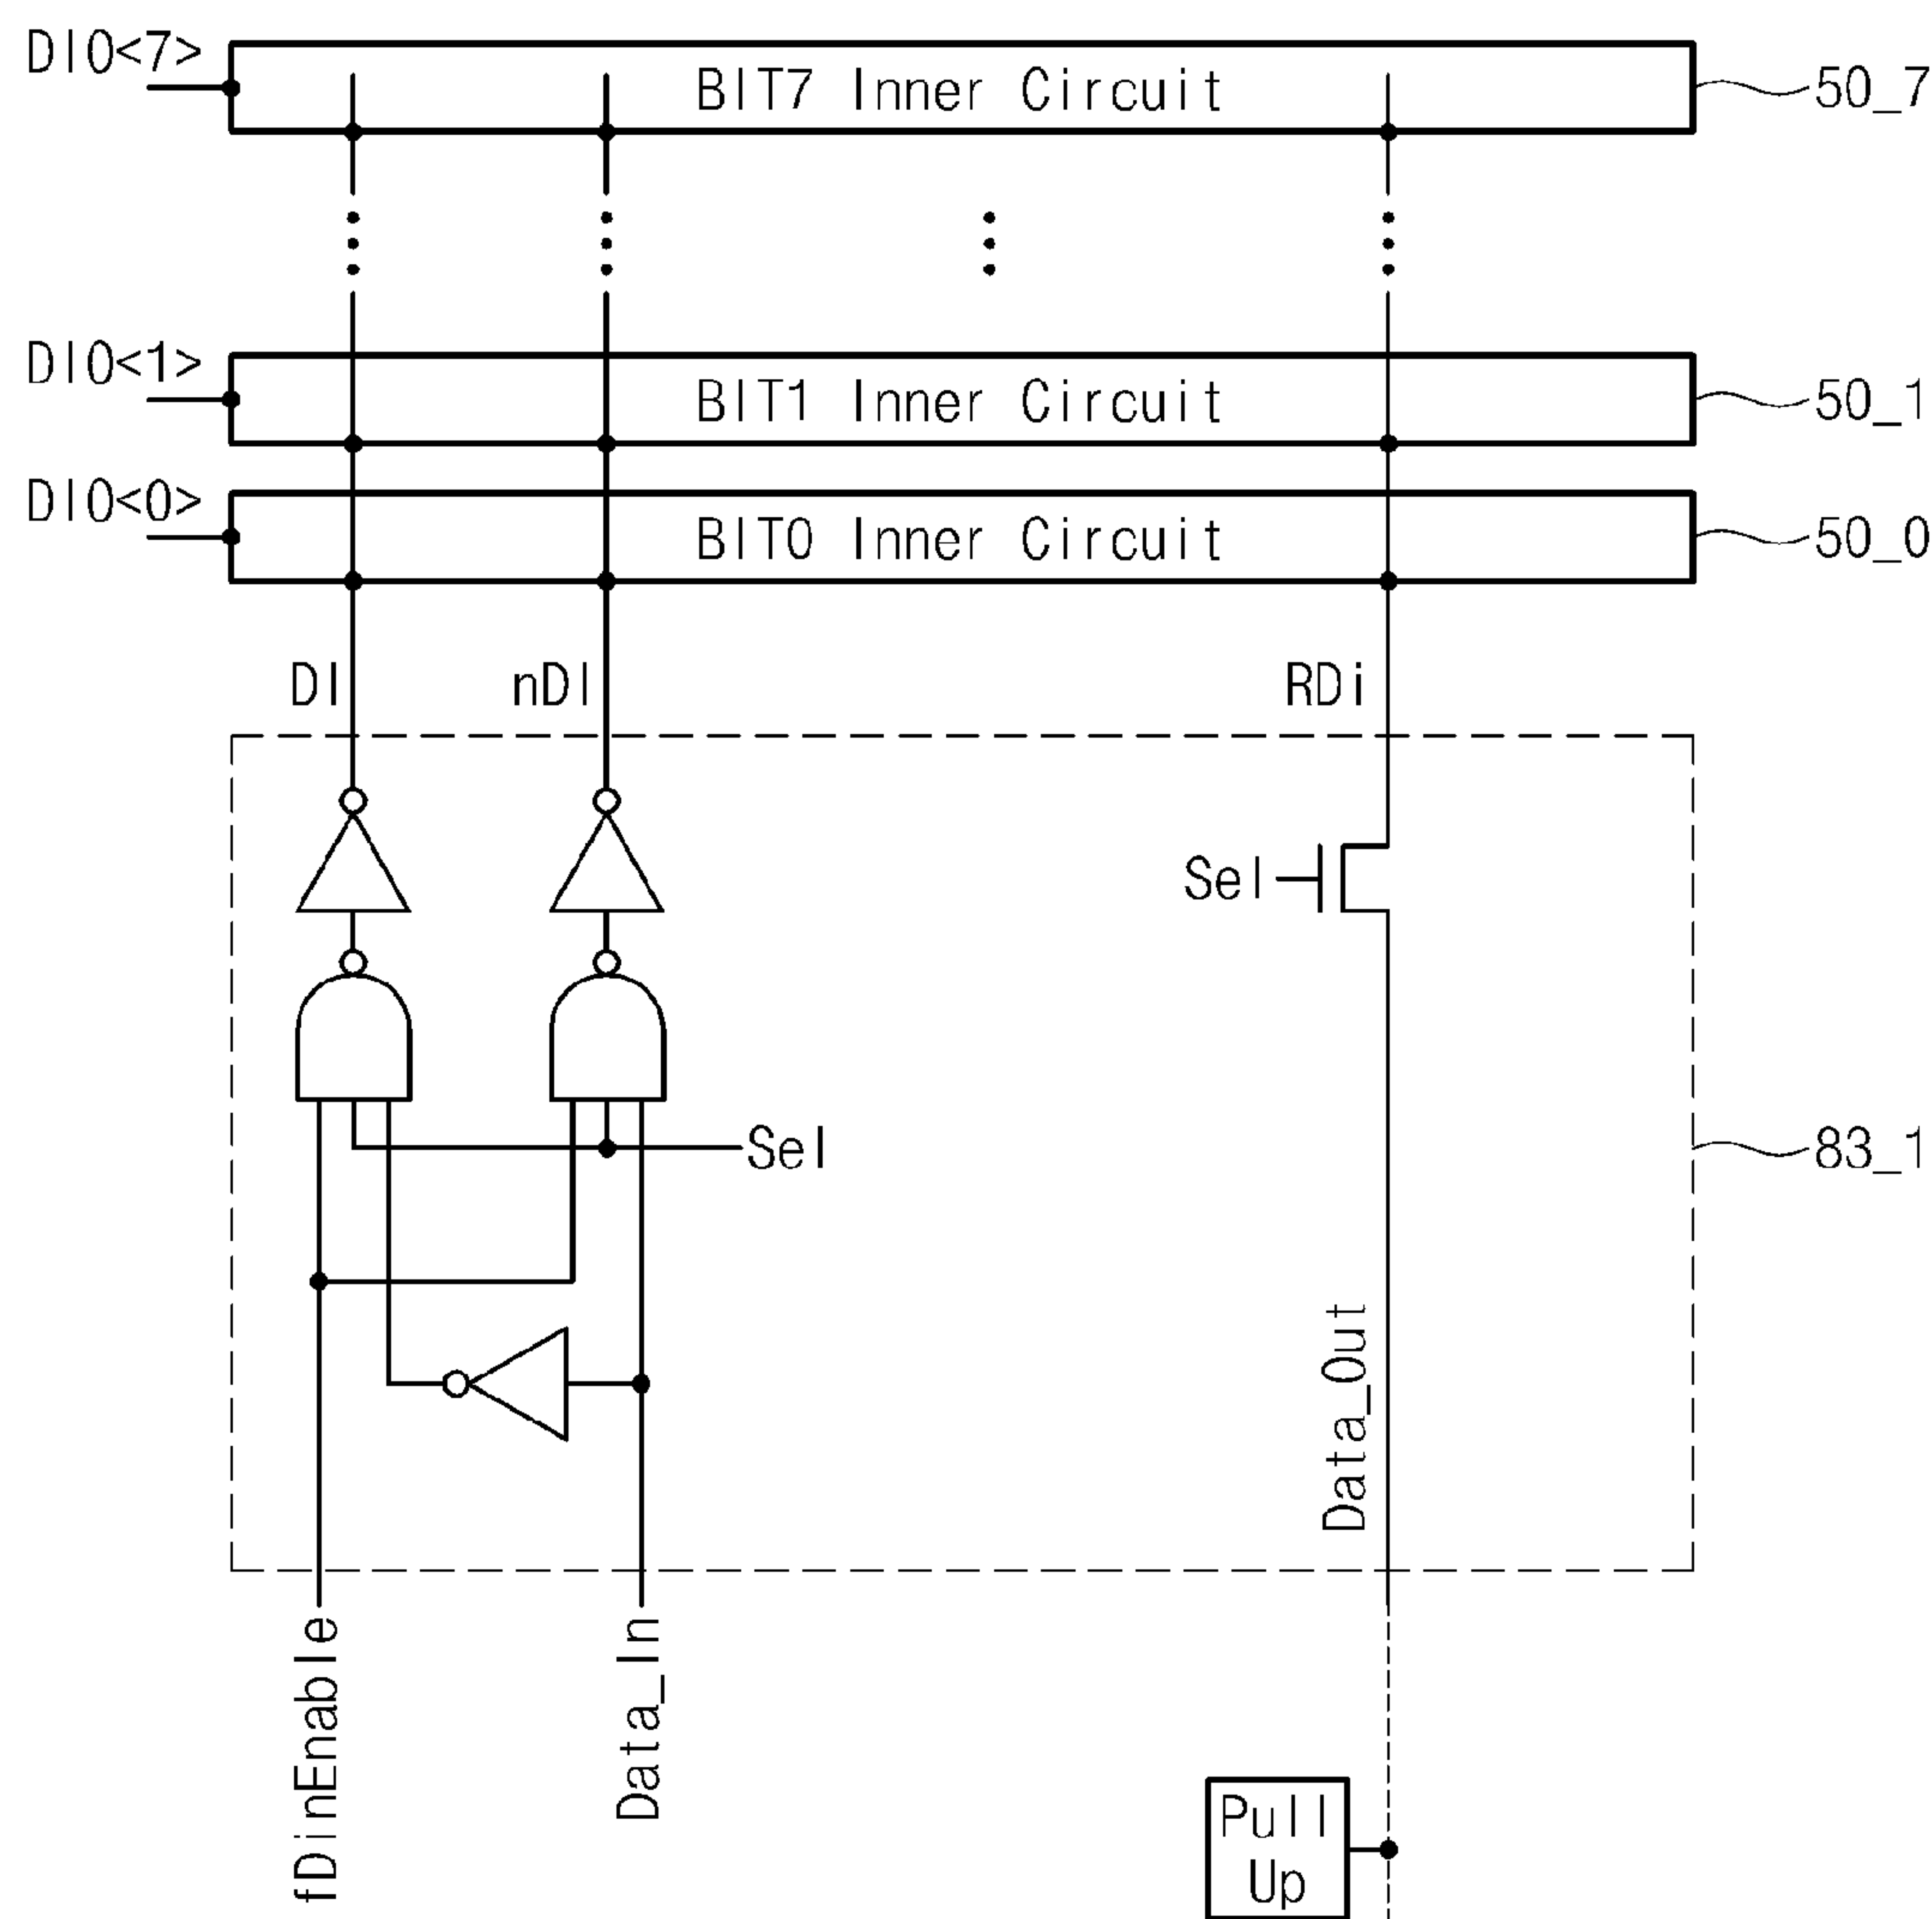 DIO<7>
BIT7 Inner Circuit
50_7
DIO<1>
BIT1 Inner Circuit
50_1
DIO<0>
BIT0 Inner Circuit
50_0
DI
nDI
RDi
Sel
Sel
83_1
Data_Out
fDinEnable
Data_In
Pull
Up